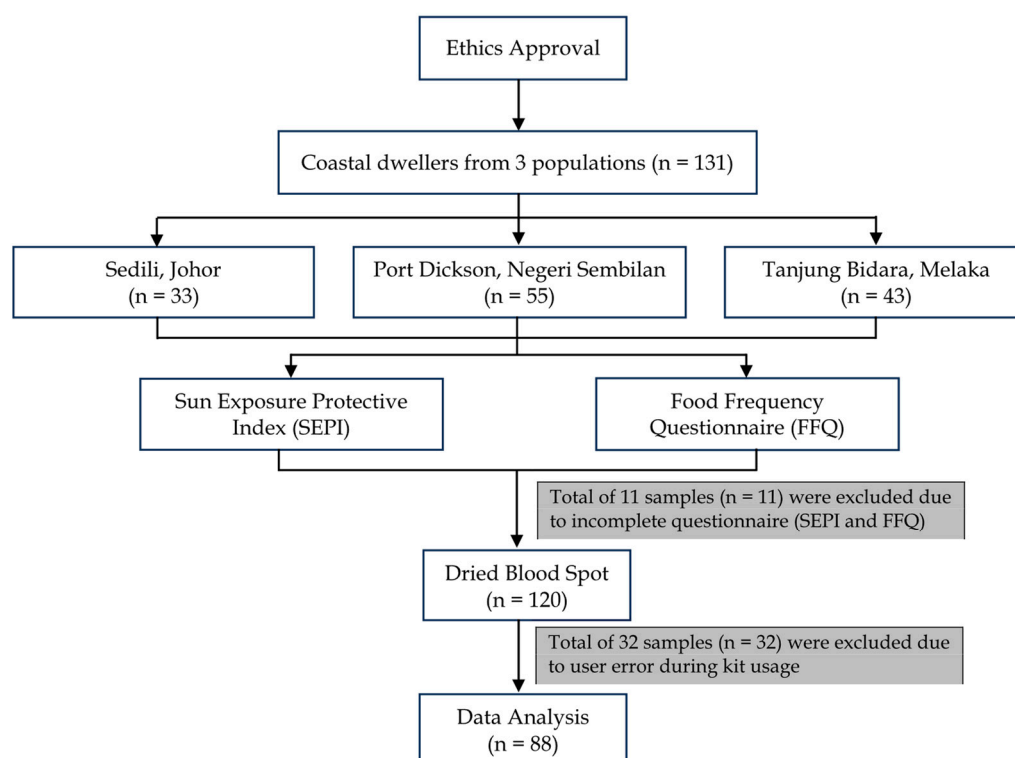 Ethics Approval
Coastal dwellers from 3 populations (n = 131)
Sedili, Johor
(n = 33)
Port Dickson, Negeri Sembilan
(n = 55)
Tanjung Bidara, Melaka
(n = 43)
Sun Exposure Protective
Index (SEPI)
Food Frequency
Questionnaire (FFQ)
Total of 11 samples (n = 11) were excluded due
to incomplete questionnaire (SEPI and FFQ)
Dried Blood Spot
(n = 120)
Total of 32 samples (n = 32) were excluded due
to user error during kit usage
Data Analysis
(n = 88)